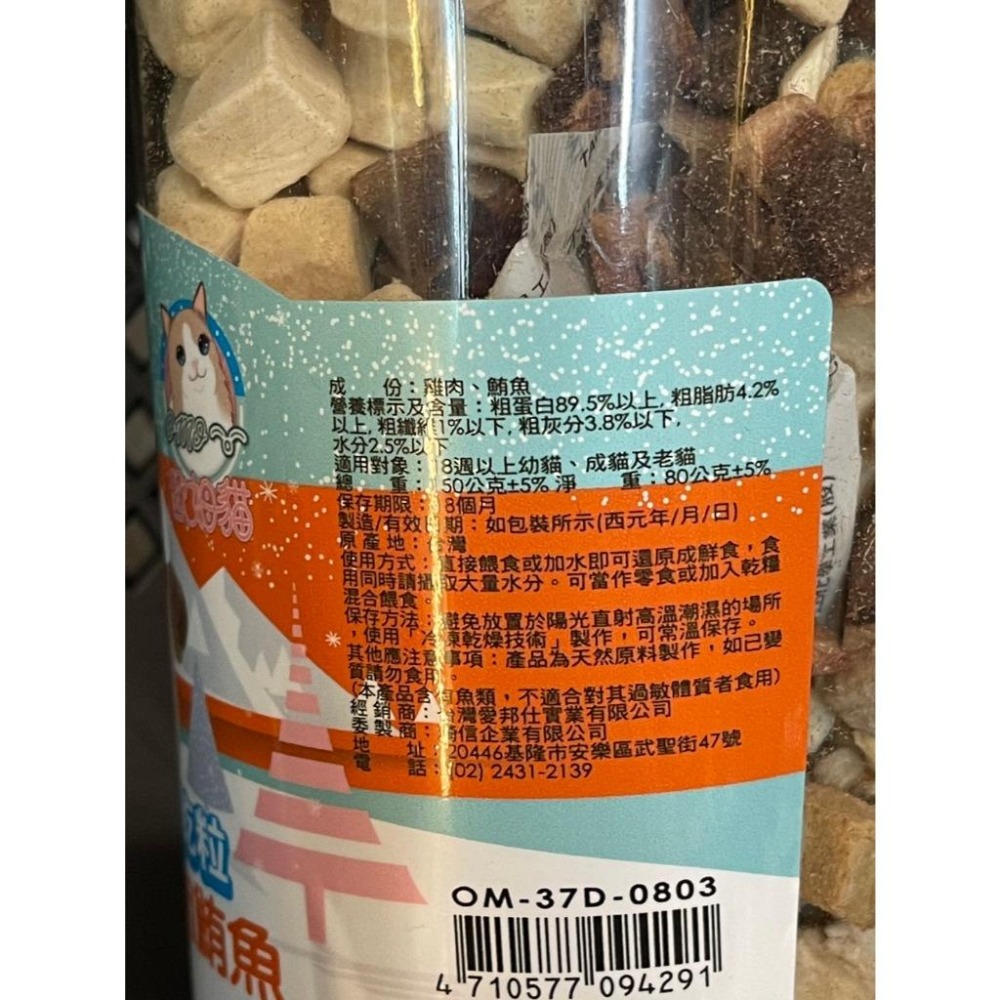 成　份：雞肉、鮪魚
營養標示及含量：粗蛋白89.5%以上, 粗脂肪4.2%
以上, 粗纖維1%以下, 粗灰分3.8%以下,
水分2.5%以下
適用對象：8週以上幼貓、成貓及老貓
總　重：150公克±5% 淨　重：80公克±5%
保存期限：18個月
製造/有效日期：如包裝所示(西元年/月/日)
原產地：台灣
使用方式：直接餵食或加水即可還原成鮮食，食
用同時請攝取大量水分。可當作零食或加入乾糧
混合餵食。
保存方法：避免放置於陽光直射高溫潮濕的場所
，使用「冷凍乾燥技術」製作，可常溫保存。
其他應注意事項：產品為天然原料製作，如已變
質請勿食用。
(本產品含有魚類，不適合對其過敏體質者食用)
經銷商：台灣愛邦仕實業有限公司
委製商：琦信企業有限公司
地　址：20446基隆市安樂區武聖街47號
電　話：(02) 2431-2139
粒
鮪魚
OM-37D-0803
4 710577 094291